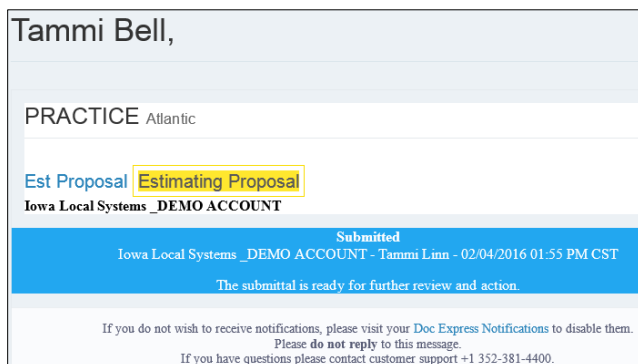 Tammi Bell,
PRACTICE Atlantic
Est Proposal Estimating Proposal
Iowa Local Systems _DEMO ACCOUNT
Submitted
Iowa Local Systems _DEMO ACCOUNT - Tammi Linn - 02/04/2016 01:55 PM CST
The submittal is ready for further review and action.
If you do not wish to receive notifications, please visit your Doc Express Notifications to disable them.
Please do not reply to this message.
If you have questions please contact customer support +1 352-381-4400.